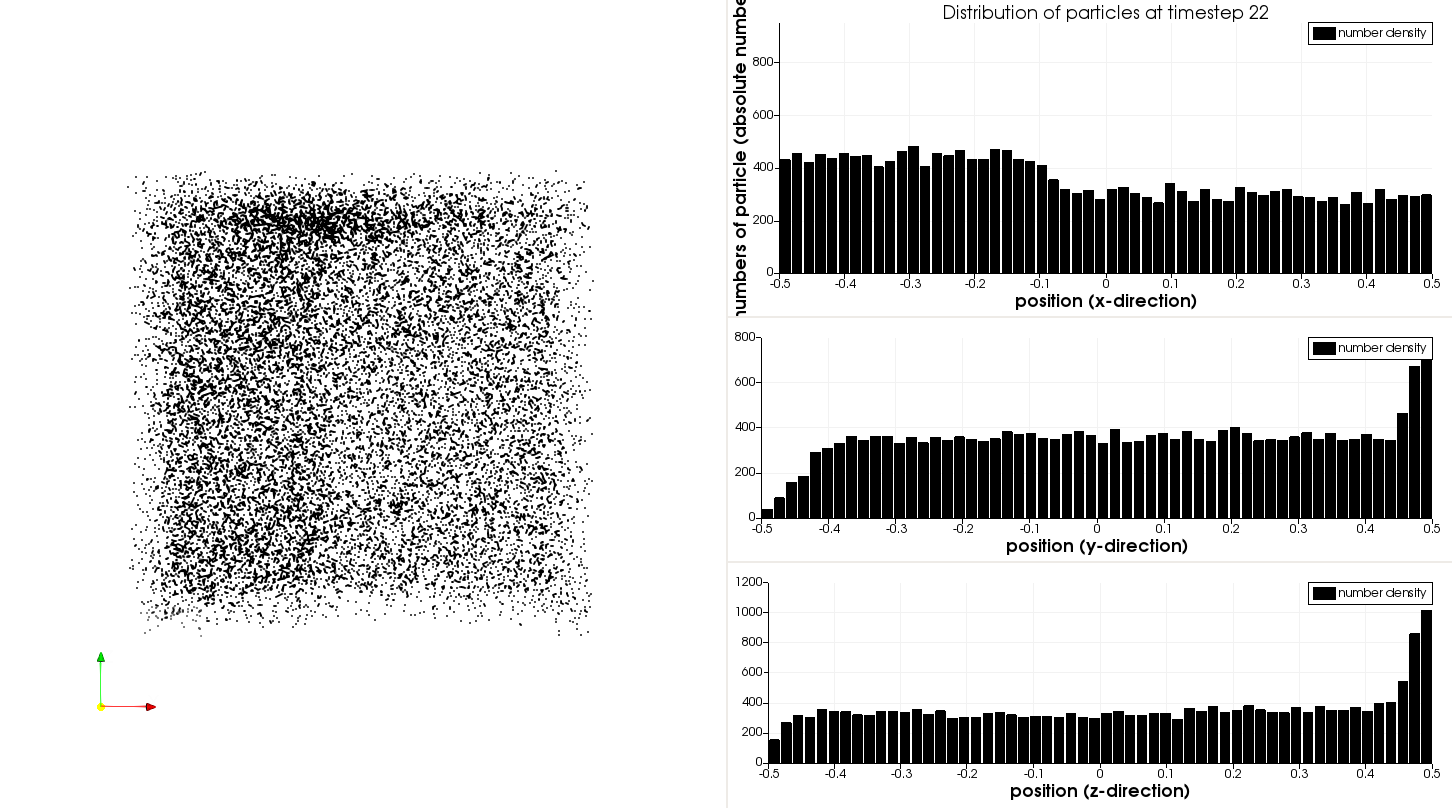 Distribution of particles at timestep 22
numbers of particle (absolute numbe
number density
800
600
400
200
0
-0.5 -0.4 -0.3 -0.2 -0.1 0 0.1 0.2 0.3 0.4 0.5
position (x-direction)
800
number density
600
400
200
0
-0.5 -0.4 -0.3 -0.2 -0.1 0 0.1 0.2 0.3 0.4 0.5
position (y-direction)
1200
number density
1000
800
600
400
200
0
-0.5 -0.4 -0.3 -0.2 -0.1 0 0.1 0.2 0.3 0.4 0.5
position (z-direction)